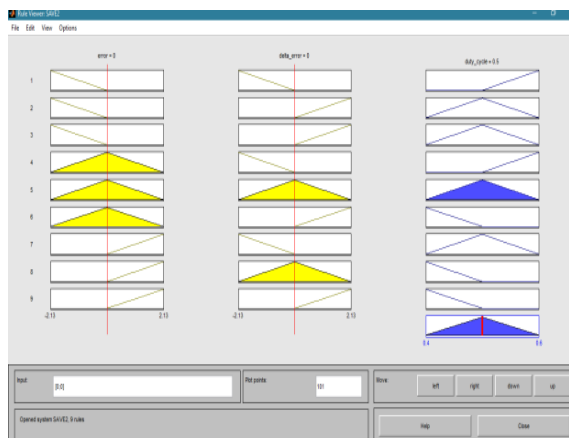 Rule Viewer: SAVE2
File Edit View Options
error = 0
delta_error = 0
duty_cycle = 0.5
1
2
3
4
5
6
7
8
9
-2.13 2.13
-2.13 2.13
0.4 0.6
Input: [0;0]
Plot points: 101
Move: left right down up
Opened system SAVE2, 9 rules
Help Close